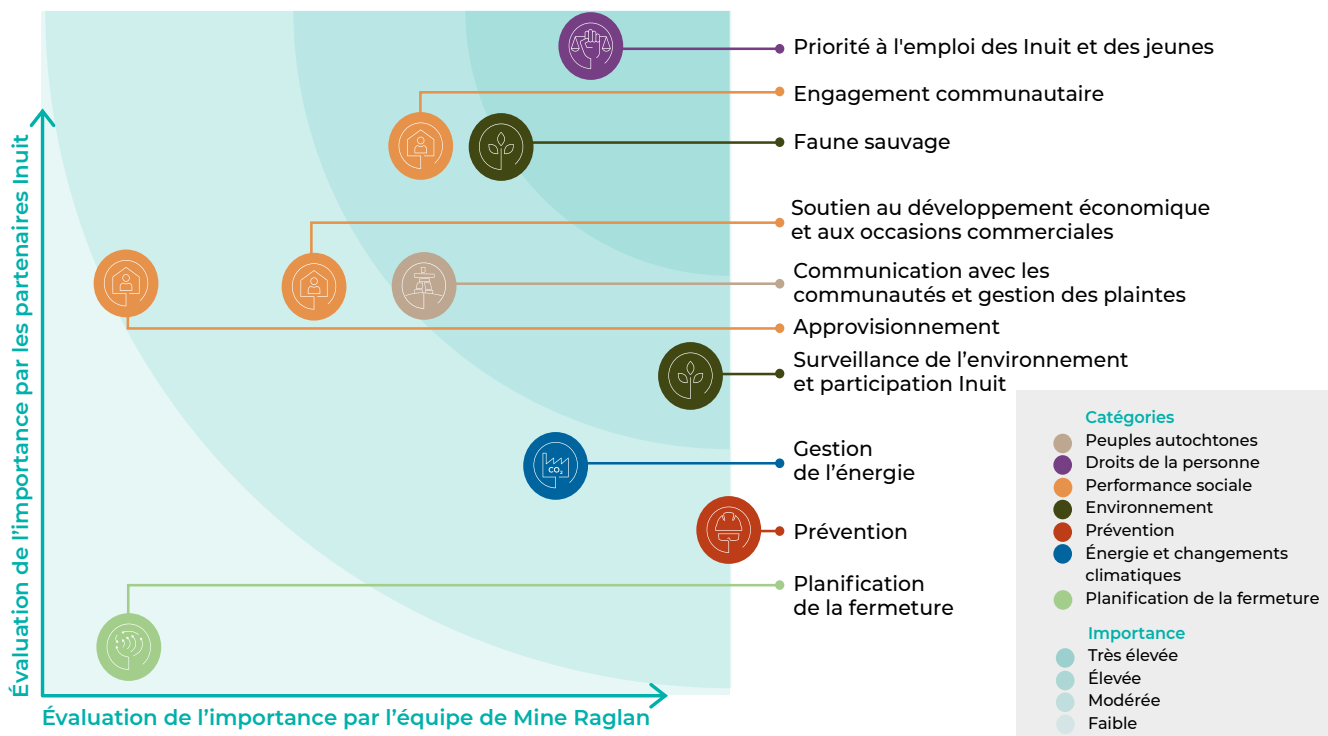 Priorité à l'emploi des Inuit et des jeunes
Engagement communautaire
Faune sauvage
Soutien au développement économique
et aux occasions commerciales
Communication avec les
communautés et gestion des plaintes
Approvisionnement
Surveillance de l’environnement
et participation Inuit
Gestion
de l’énergie
CO₂
Prévention
Planification
de la fermeture
Évaluation de l’importance par les partenaires Inuit
Évaluation de l’importance par l’équipe de Mine Raglan
Catégories
Peuples autochtones
Droits de la personne
Performance sociale
Environnement
Prévention
Énergie et changements
climatiques
Planification de la fermeture
Importance
Très élevée
Élevée
Modérée
Faible